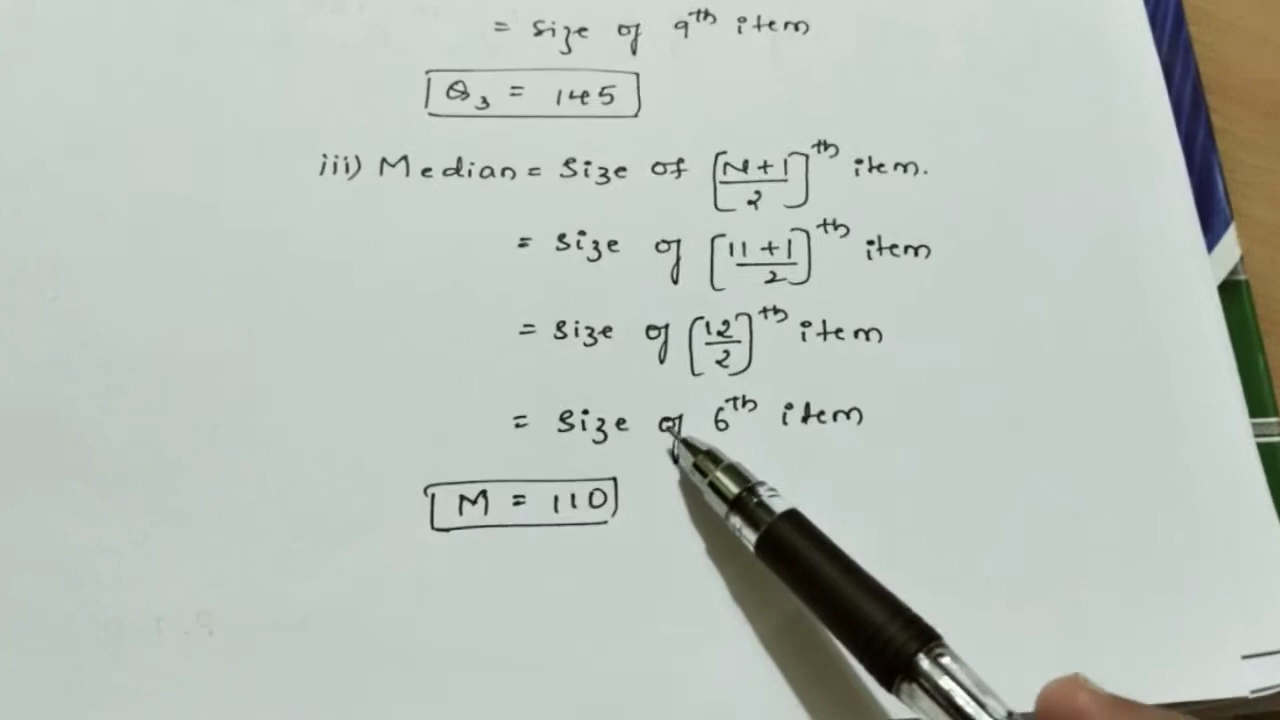 = Size of 9th item
Q3 = 145
iii) Median = Size of [N+1/2]th item.
= Size of [11+1/2]th item
= Size of [12/2]th item
= Size of 6th item
M = 110